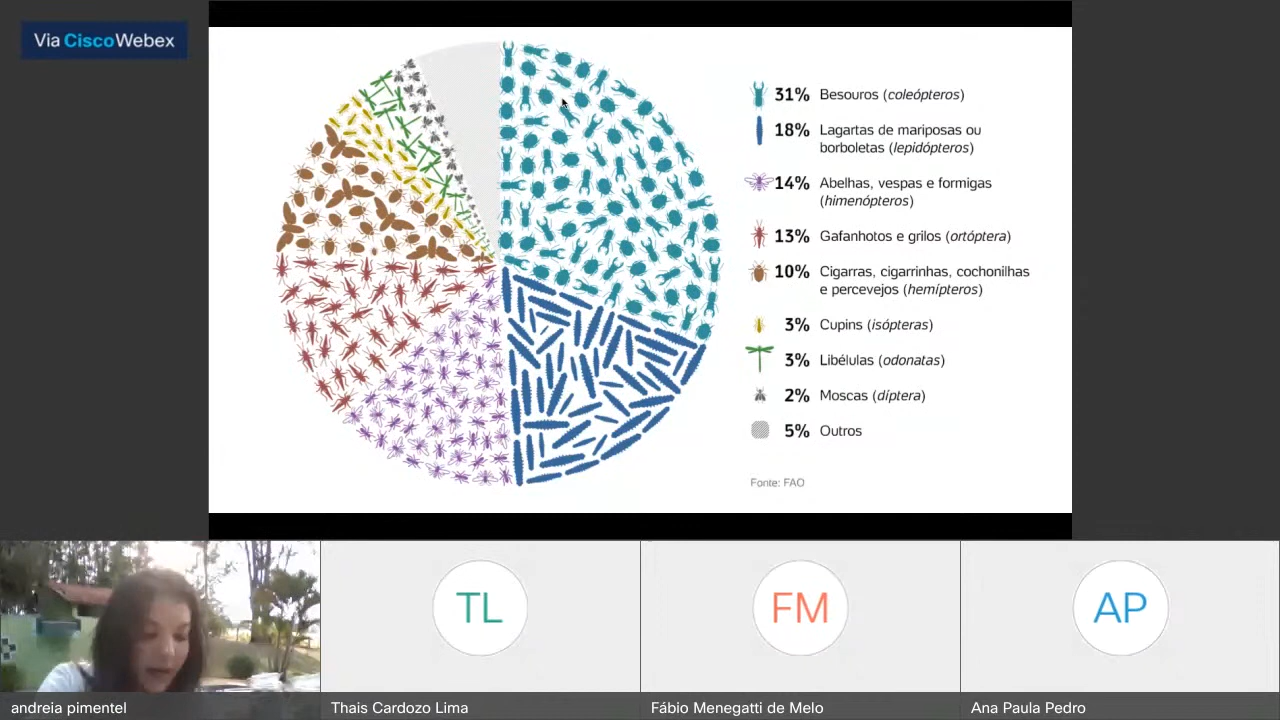 Via CiscoWebex
31% Besouros (coleópteros)
18% Lagartas de mariposas ou
borboletas (lepidópteros)
14% Abelhas, vespas e formigas
(himenópteros)
13% Gafanhotos e grilos (ortóptera)
10% Cigarras, cigarrinhas, cochonilhas
e percevejos (hemípteros)
3% Cupins (isópteras)
3% Libélulas (odonatas)
2% Moscas (díptera)
5% Outros
Fonte: FAO
TL
FM
AP
andreia pimentel
Thais Cardozo Lima
Fábio Menegatti de Melo
Ana Paula Pedro